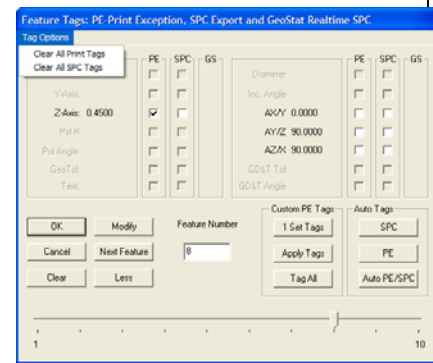 Feature Tags: PE-Print Exception, SPC Export and GeoStat Realtime SPC
Tag Options
Clear All Print Tags
Clear All SPC Tags
PE SPC GS PE SPC GS
Diameter
Y-Axis: Inc. Angle
Z-Axis: 0.4500 AX/Y 0.0000
Pol-R AY/Z 90.0000
Pol Angle: AZ/X 90.0000
GeoTol: GD&T Tol
Text: GD&T Angle
Custom PE Tags Auto Tags
OK Modify Feature Number 1 Set Tags SPC
Cancel Next Feature 8 Apply Tags PE
Clear Less Tag All Auto PE/SPC
1 10